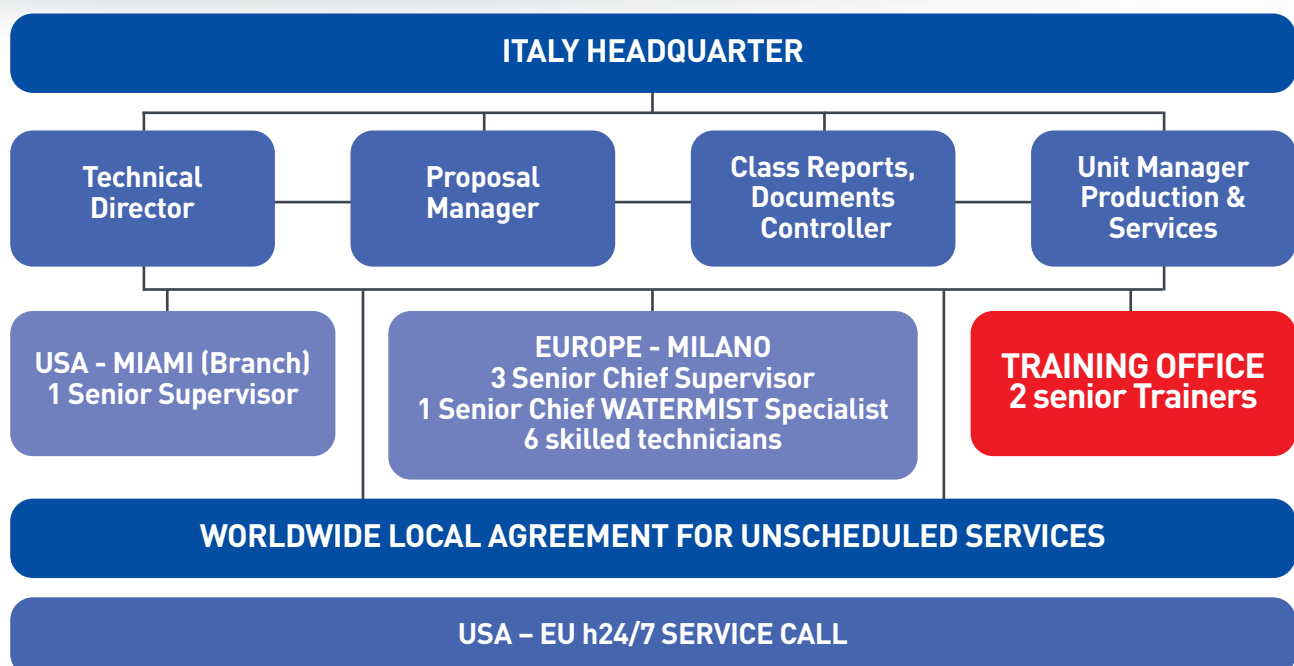 ITALY HEADQUARTER
Technical
Director
Proposal
Manager
Class Reports,
Documents
Controller
Unit Manager
Production &
Services
USA - MIAMI (Branch)
1 Senior Supervisor
EUROPE - MILANO
3 Senior Chief Supervisor
1 Senior Chief WATERMIST Specialist
6 skilled technicians
TRAINING OFFICE
2 senior Trainers
WORLDWIDE LOCAL AGREEMENT FOR UNSCHEDULED SERVICES
USA – EU h24/7 SERVICE CALL